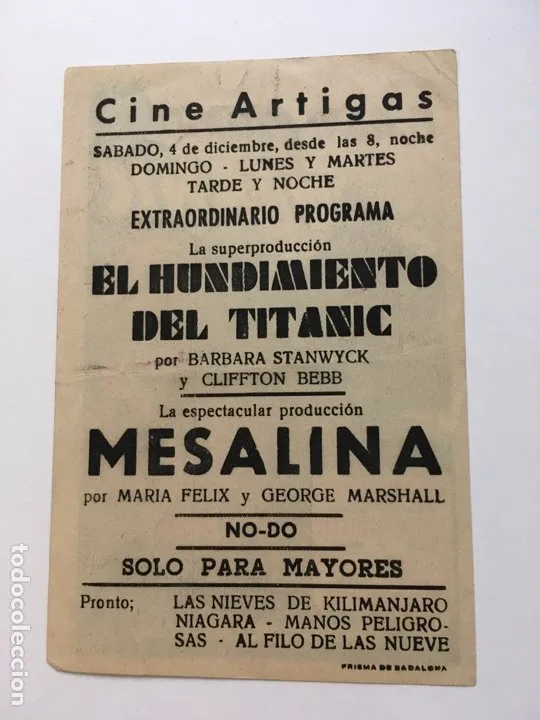 Cine Artigas
SABADO, 4 de diciembre, desde las 8, noche
DOMINGO - LUNES Y MARTES
TARDE Y NOCHE
EXTRAORDINARIO PROGRAMA
La superproducción
EL HUNDIMIENTO
DEL TITANIC
por BARBARA STANWYCK
y CLIFFTON BEBB
La espectacular producción
MESALINA
por MARIA FELIX y GEORGE MARSHALL
NO-DO
SOLO PARA MAYORES
Pronto; LAS NIEVES DE KILIMANJARO
NIAGARA - MANOS PELIGRO-
SAS - AL FILO DE LAS NUEVE
PRISMA DE BADALONA
todocoleccion.net